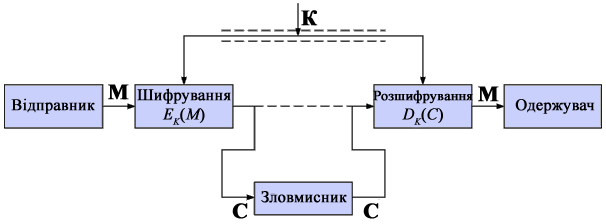 К
Відправник
М
Шифрування
E_K(M)
Розшифрування
D_K(C)
М
Одержувач
С
Зловмисник
С